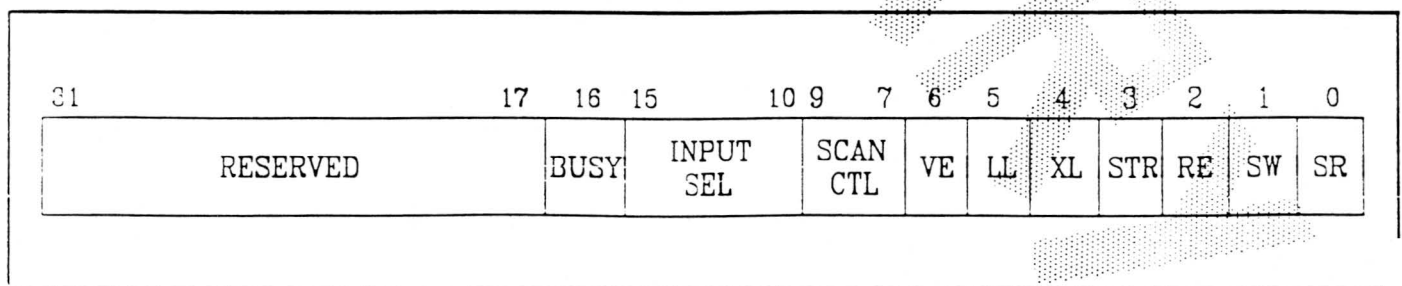 31 17 16 15 10 9 7 6 5 4 3 2 1 0
RESERVED BUSY INPUT SEL SCAN CTL VE LL XL STR RE SW SR